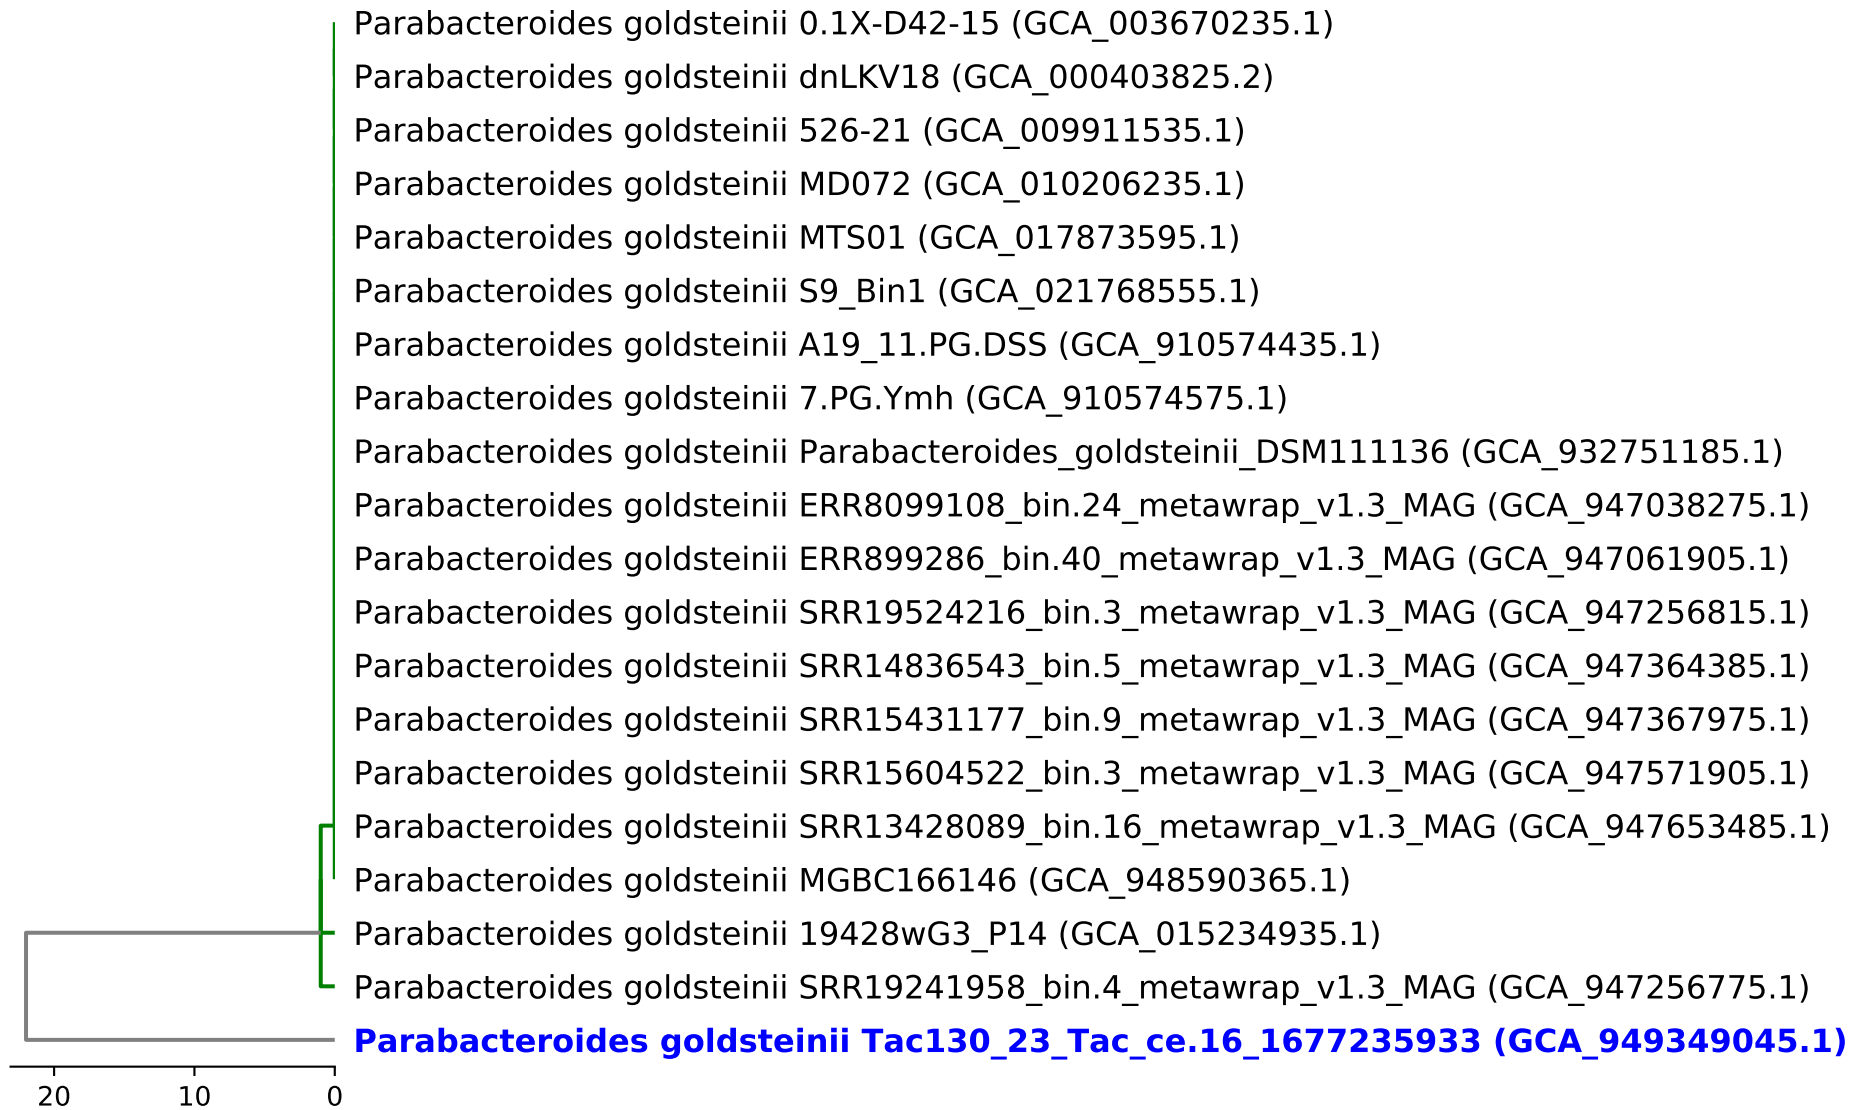 Parabacteroides goldsteinii 0.1X-D42-15 (GCA_003670235.1)
Parabacteroides goldsteinii dnLKV18 (GCA_000403825.2)
Parabacteroides goldsteinii 526-21 (GCA_009911535.1)
Parabacteroides goldsteinii MD072 (GCA_010206235.1)
Parabacteroides goldsteinii MTS01 (GCA_017873595.1)
Parabacteroides goldsteinii S9_Bin1 (GCA_021768555.1)
Parabacteroides goldsteinii A19_11.PG.DSS (GCA_910574435.1)
Parabacteroides goldsteinii 7.PG.Ymh (GCA_910574575.1)
Parabacteroides goldsteinii Parabacteroides_goldsteinii_DSM111136 (GCA_932751185.1)
Parabacteroides goldsteinii ERR8099108_bin.24_metawrap_v1.3_MAG (GCA_947038275.1)
Parabacteroides goldsteinii ERR899286_bin.40_metawrap_v1.3_MAG (GCA_947061905.1)
Parabacteroides goldsteinii SRR19524216_bin.3_metawrap_v1.3_MAG (GCA_947256815.1)
Parabacteroides goldsteinii SRR14836543_bin.5_metawrap_v1.3_MAG (GCA_947364385.1)
Parabacteroides goldsteinii SRR15431177_bin.9_metawrap_v1.3_MAG (GCA_947367975.1)
Parabacteroides goldsteinii SRR15604522_bin.3_metawrap_v1.3_MAG (GCA_947571905.1)
Parabacteroides goldsteinii SRR13428089_bin.16_metawrap_v1.3_MAG (GCA_947653485.1)
Parabacteroides goldsteinii MGBC166146 (GCA_948590365.1)
Parabacteroides goldsteinii 19428wG3_P14 (GCA_015234935.1)
Parabacteroides goldsteinii SRR19241958_bin.4_metawrap_v1.3_MAG (GCA_947256775.1)
Parabacteroides goldsteinii Tac130_23_Tac_ce.16_1677235933 (GCA_949349045.1)
20 10 0